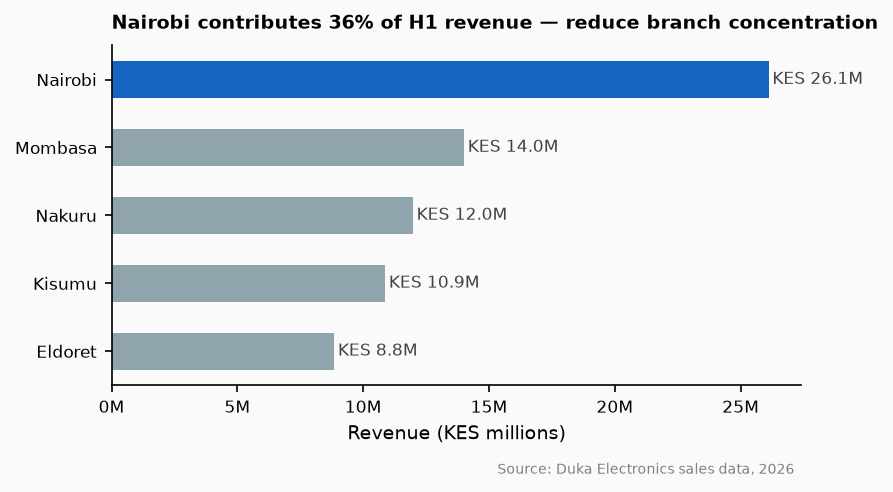 Nairobi contributes 36% of H1 revenue — reduce branch concentration
Nairobi KES 26.1M
Mombasa KES 14.0M
Nakuru KES 12.0M
Kisumu KES 10.9M
Eldoret KES 8.8M
0M 5M 10M 15M 20M 25M
Revenue (KES millions)
Source: Duka Electronics sales data, 2026